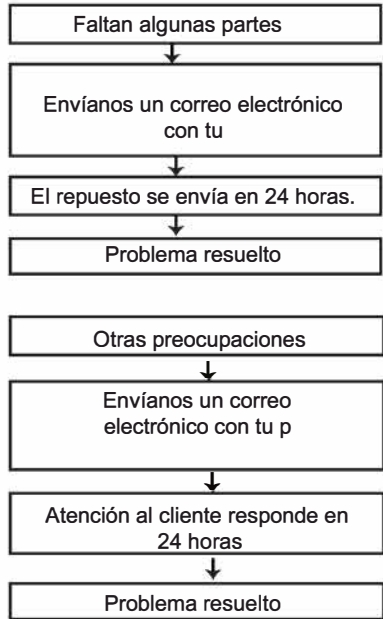 Faltan algunas partes
Envíanos un correo electrónico
con tu
El repuesto se envía en 24 horas.
Problema resuelto
Otras preocupaciones
Envíanos un correo
electrónico con tu p
Atención al cliente responde en
24 horas
Problema resuelto